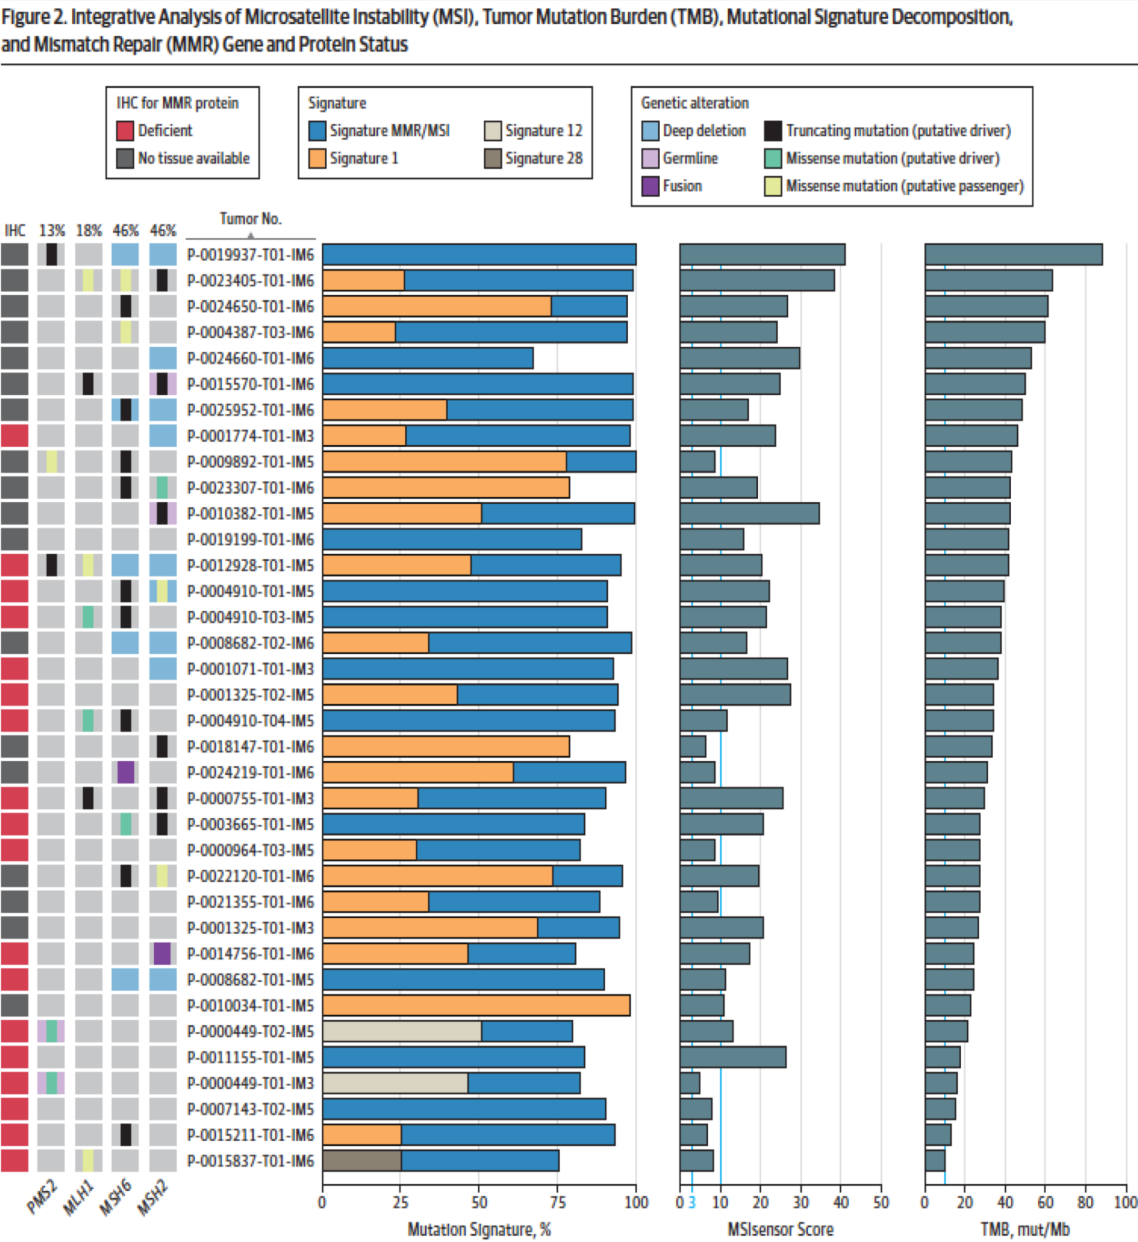 Figure 2. Integrative Analysis of Microsatellite Instability (MSI), Tumor Mutation Burden (TMB), Mutational Signature Decomposition,
and Mismatch Repair (MMR) Gene and Protein Status
IHC for MMR protein
Deficient
No tissue available
Signature
Signature MMR/MSI
Signature 12
Signature 1
Signature 28
Genetic alteration
Deep deletion
Truncating mutation (putative driver)
Germline
Missense mutation (putative driver)
Fusion
Missense mutation (putative passenger)
Tumor No.
IHC 13% 18% 46% 46%
P-0019937-T01-IM6
P-0023405-T01-IM6
P-0024650-T01-IM6
P-0004387-T03-IM6
P-0024660-T01-IM6
P-0015570-T01-IM6
P-0025952-T01-IM6
P-0001774-T01-IM3
P-0009892-T01-IM5
P-0023307-T01-IM6
P-0010382-T01-IM5
P-0019199-T01-IM6
P-0012928-T01-IM5
P-0004910-T01-IM5
P-0004910-T03-IM5
P-0008682-T02-IM6
P-0001071-T01-IM3
P-0001325-T02-IM5
P-0004910-T04-IM5
P-0018147-T01-IM6
P-0024219-T01-IM6
P-0000755-T01-IM3
P-0003665-T01-IM5
P-0000964-T03-IM5
P-0022120-T01-IM6
P-0021355-T01-IM6
P-0001325-T01-IM3
P-0014756-T01-IM6
P-0008682-T01-IM5
P-0010034-T01-IM5
P-0000449-T02-IM5
P-0011155-T01-IM5
P-0000449-T01-IM3
P-0007143-T02-IM5
P-0015211-T01-IM6
P-0015837-T01-IM6
PMS2 MLH1 MSH6 MSH2
0 25 50 75 100
Mutation Signature, %
0 3 10 20 30 40 50
MSIsensor Score
0 20 40 60 80 100
TMB, mut/Mb